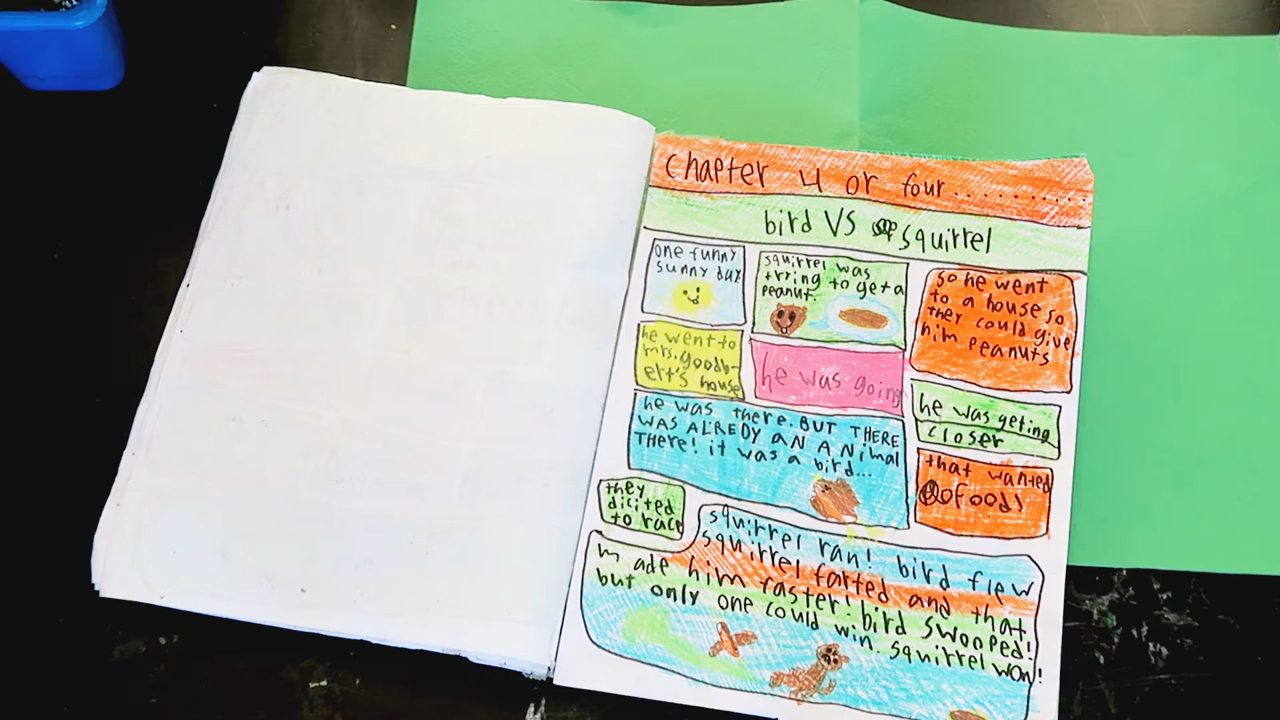 chapter 4 or four..........
bird VS squirrel
one funny
sunny day
squirrel was
trying to get a
peanut.
so he went
to a house so
they could give
him peanuts
he went to
mrs.goodb-
ert's house
he was going
he was geting
closer
he was there. BUT THERE
WAS ALREDY AN ANimal
THERE! it was a bird...
that wanted
food!
they
dicited
to race
squirrel ran! bird flew
squirrel farted and that
made him faster! bird swooped!
but only one could win. squirrel won!